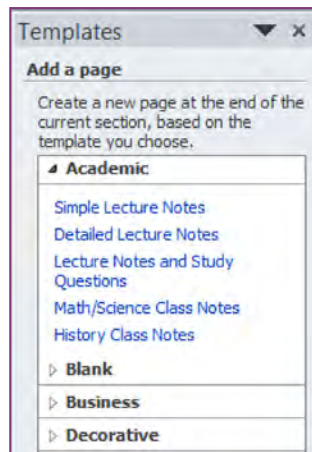 Templates
Add a page
Create a new page at the end of the
current section, based on the
template you choose.
Academic
Simple Lecture Notes
Detailed Lecture Notes
Lecture Notes and Study
Questions
Math/Science Class Notes
History Class Notes
Blank
Business
Decorative